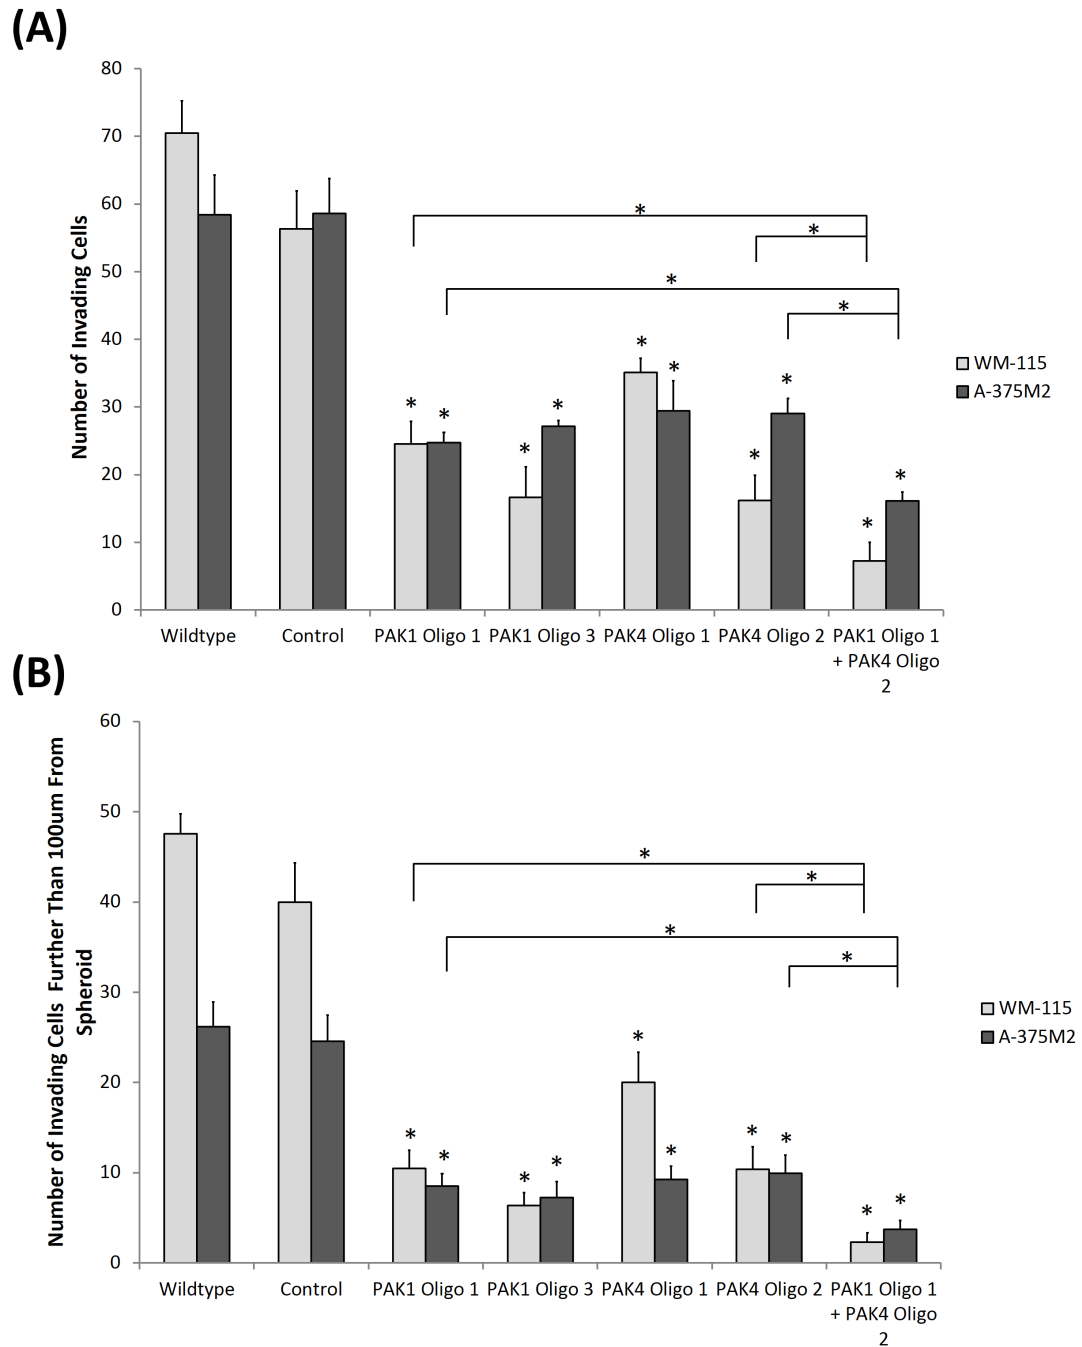 (A)
Number of Invading Cells
80
70
60
50
40
30
20
10
0
*
*
*
*
* * * * * * * * * *
WM-115
A-375M2
Wildtype Control PAK1 Oligo 1 PAK1 Oligo 3 PAK4 Oligo 1 PAK4 Oligo 2 PAK1 Oligo 1
+ PAK4 Oligo
2
(B)
Number of Invading Cells Further Than 100um From
Spheroid
60
50
40
30
20
10
0
*
*
*
*
* * * * * * * * * *
WM-115
A-375M2
Wildtype Control PAK1 Oligo 1 PAK1 Oligo 3 PAK4 Oligo 1 PAK4 Oligo 2 PAK1 Oligo 1
+ PAK4 Oligo
2